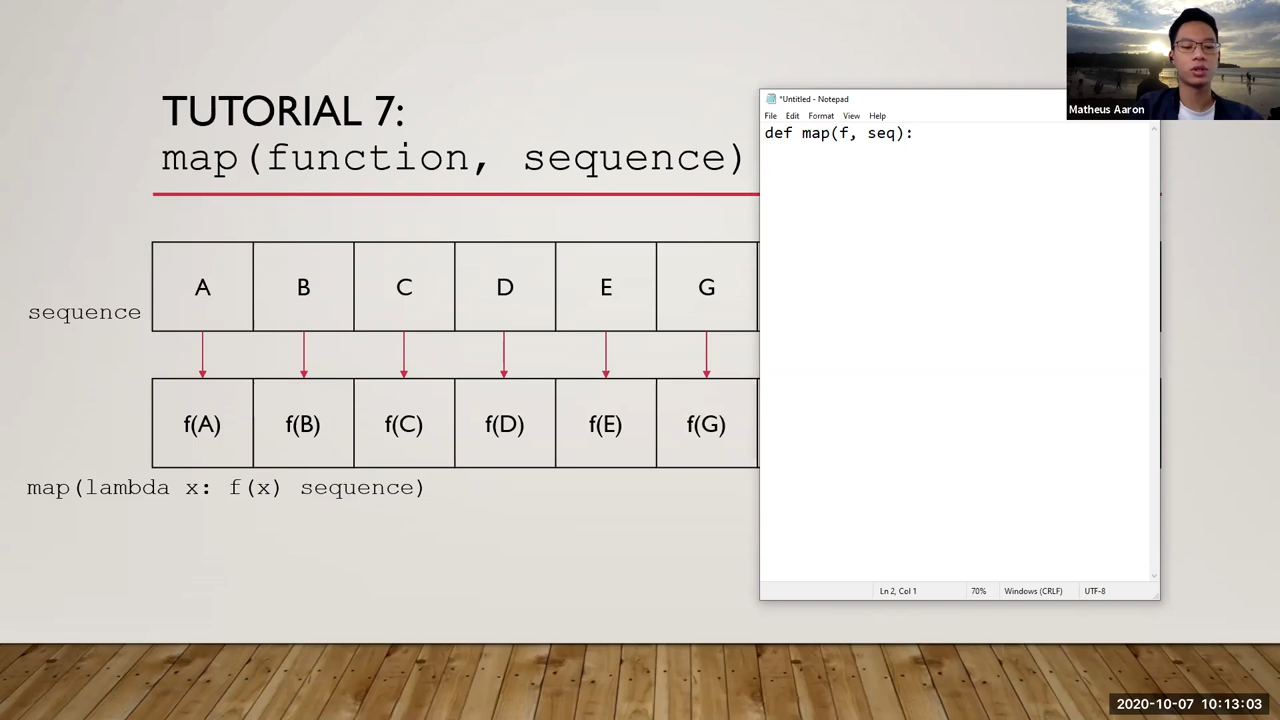 TUTORIAL 7:
map(function, sequence)
sequence
A B C D E G
f(A) f(B) f(C) f(D) f(E) f(G)
map(lambda x: f(x) sequence)
*Untitled - Notepad
File Edit Format View Help
def map(f, seq):
Ln 2, Col 1 70% Windows (CRLF) UTF-8
Matheus Aaron
2020-10-07 10:13:03